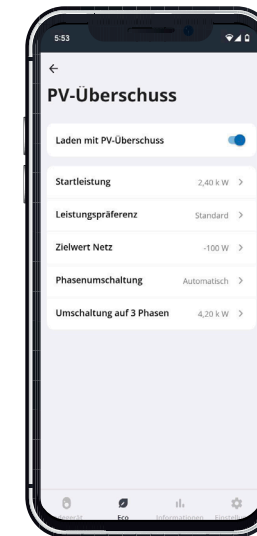 5:53
PV-Überschuss
Laden mit PV-Überschuss
Startleistung 2,40 k W
Leistungspräferenz Standard
Zielwert Netz -100 W
Phasenumschaltung Automatisch
Umschaltung auf 3 Phasen 4,20 k W
Eco Informationen